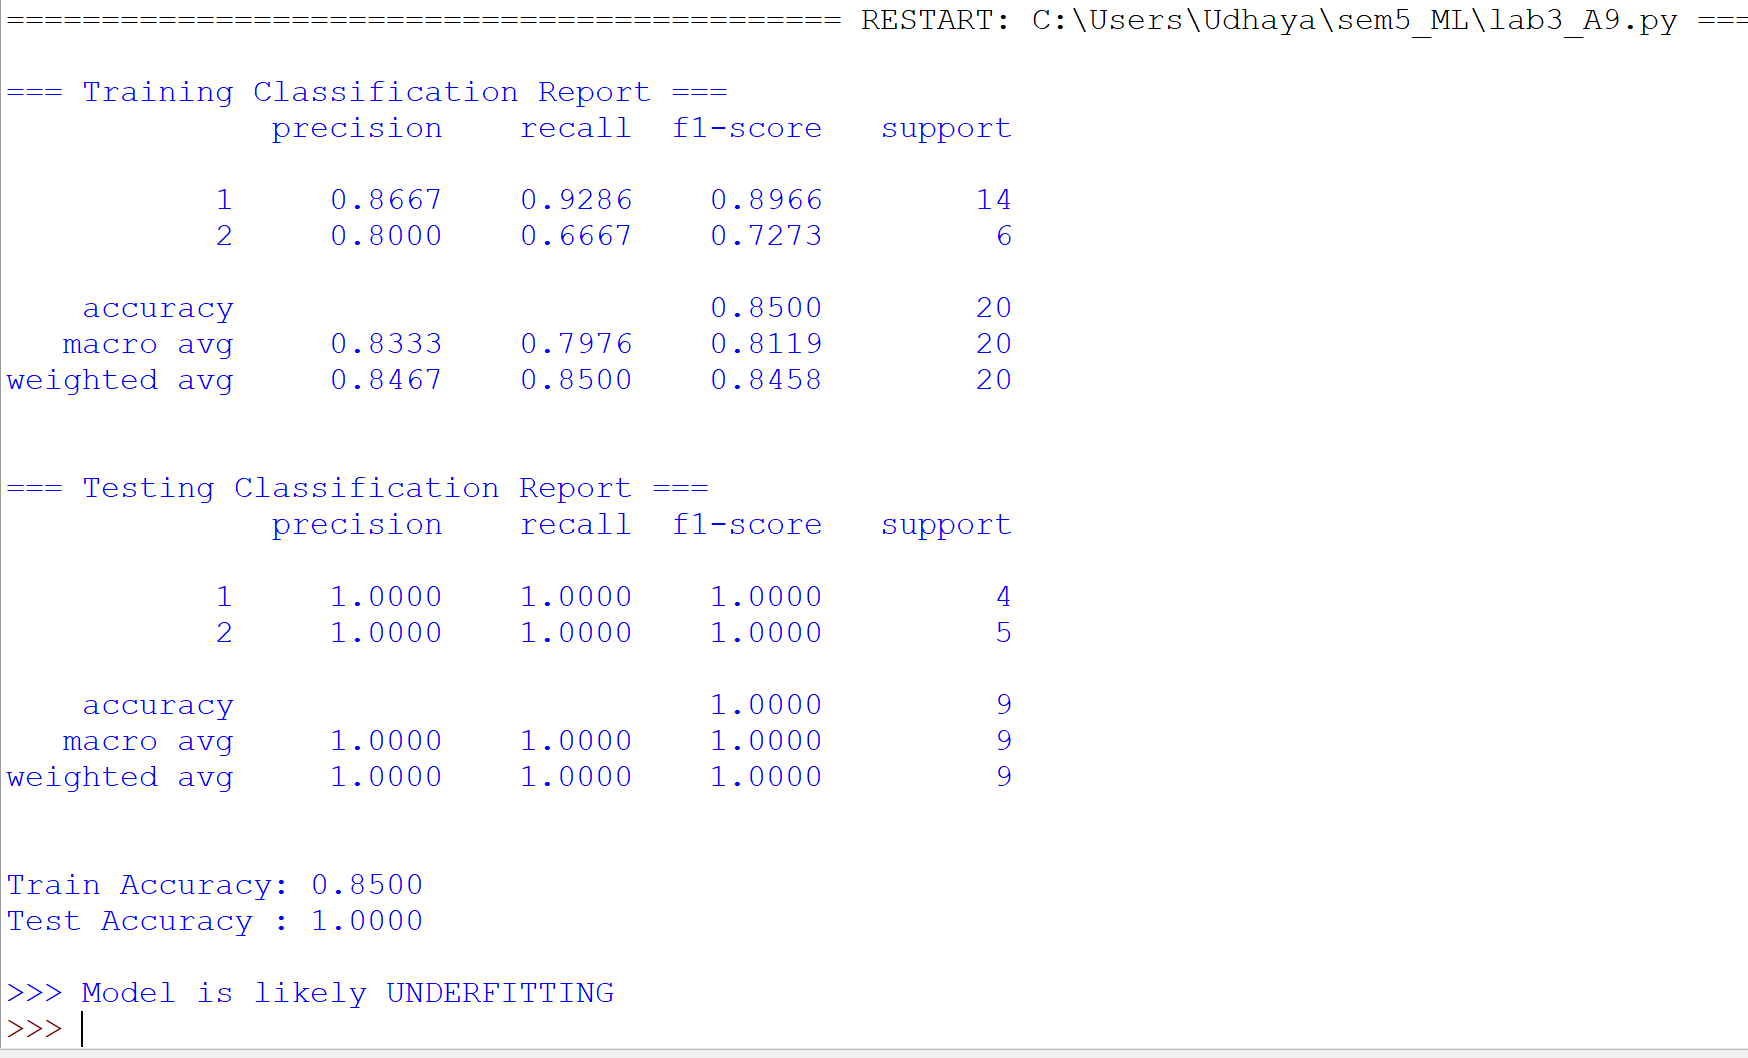 ============================================ RESTART: C:\Users\Udhaya\sem5_ML\lab3_A9.py ===
=== Training Classification Report ===
precision recall f1-score support
1 0.8667 0.9286 0.8966 14
2 0.8000 0.6667 0.7273 6
accuracy 0.8500 20
macro avg 0.8333 0.7976 0.8119 20
weighted avg 0.8467 0.8500 0.8458 20
=== Testing Classification Report ===
precision recall f1-score support
1 1.0000 1.0000 1.0000 4
2 1.0000 1.0000 1.0000 5
accuracy 1.0000 9
macro avg 1.0000 1.0000 1.0000 9
weighted avg 1.0000 1.0000 1.0000 9
Train Accuracy: 0.8500
Test Accuracy : 1.0000
>>> Model is likely UNDERFITTING
>>>